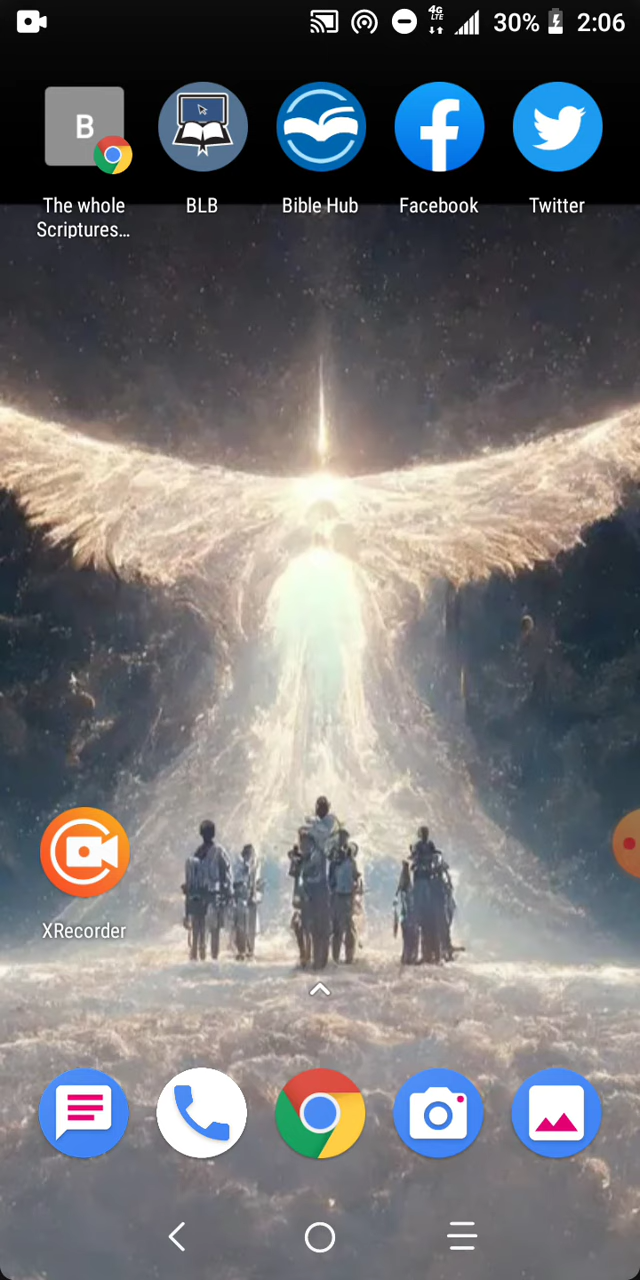 4G
LTE
30%
2:06
B
The whole
Scriptures...
BLB
Bible Hub
Facebook
Twitter
XRecorder